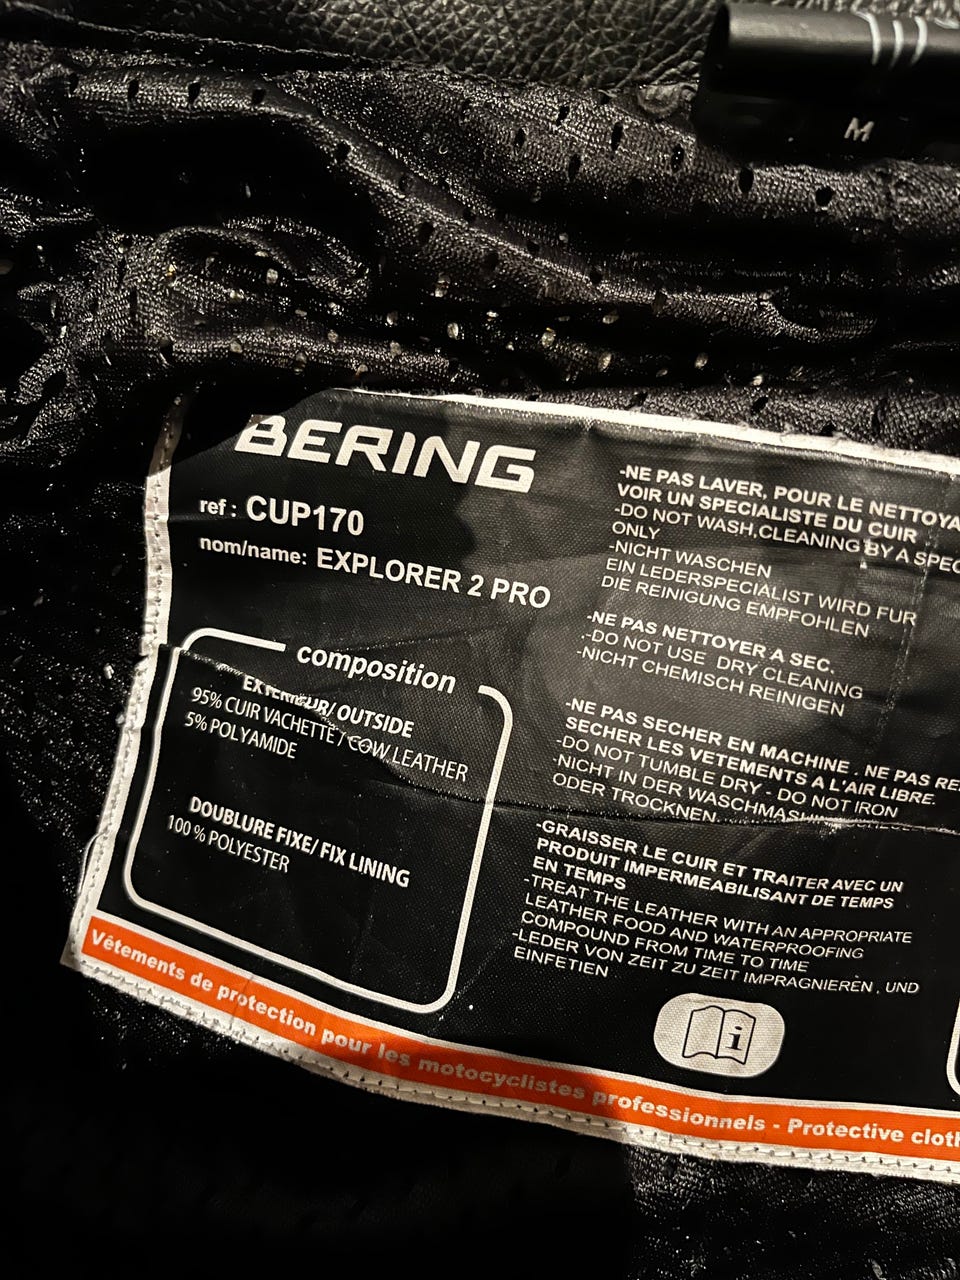 M
BERING
ref : CUP170
nom/name: EXPLORER 2 PRO
composition
EXTERIEUR/ OUTSIDE
95% CUIR VACHETTE / COW LEATHER
5% POLYAMIDE
DOUBLURE FIXE/ FIX LINING
100 % POLYESTER
-NE PAS LAVER, POUR LE
VOIR UN SPECIALISTE DU CUIR
-DO NOT WASH,CLEANING BY A
ONLY
-NICHT WASCHEN
EIN LEDERSPECIALIST WIRD FUR
DIE REINIGUNG EMPFOHLEN
-NE PAS NETTOYER A SEC.
-DO NOT USE DRY CLEANING
-NICHT CHEMISCH REINIGEN
-NE PAS SECHER EN MACHINE , NE PAS
SECHER LES VETEMENTS A L'AIR LIBRE.
-DO NOT TUMBLE DRY - DO NOT IRON
-NICHT IN DER
ODER TROCKNEN.
-GRAISSER LE CUIR ET TRAITER AVEC UN
PRODUIT IMPERMEABILISANT DE TEMPS
EN TEMPS
-TREAT THE LEATHER WITH AN APPROPRIATE
LEATHER FOOD AND WATERPROOFING
COMPOUND FROM TIME TO TIME
-LEDER VON ZEIT ZU ZEIT IMPRAGNIEREN , UND
EINFETIEN
i
Vêtements de protection pour les motocyclistes professionnels - Protective